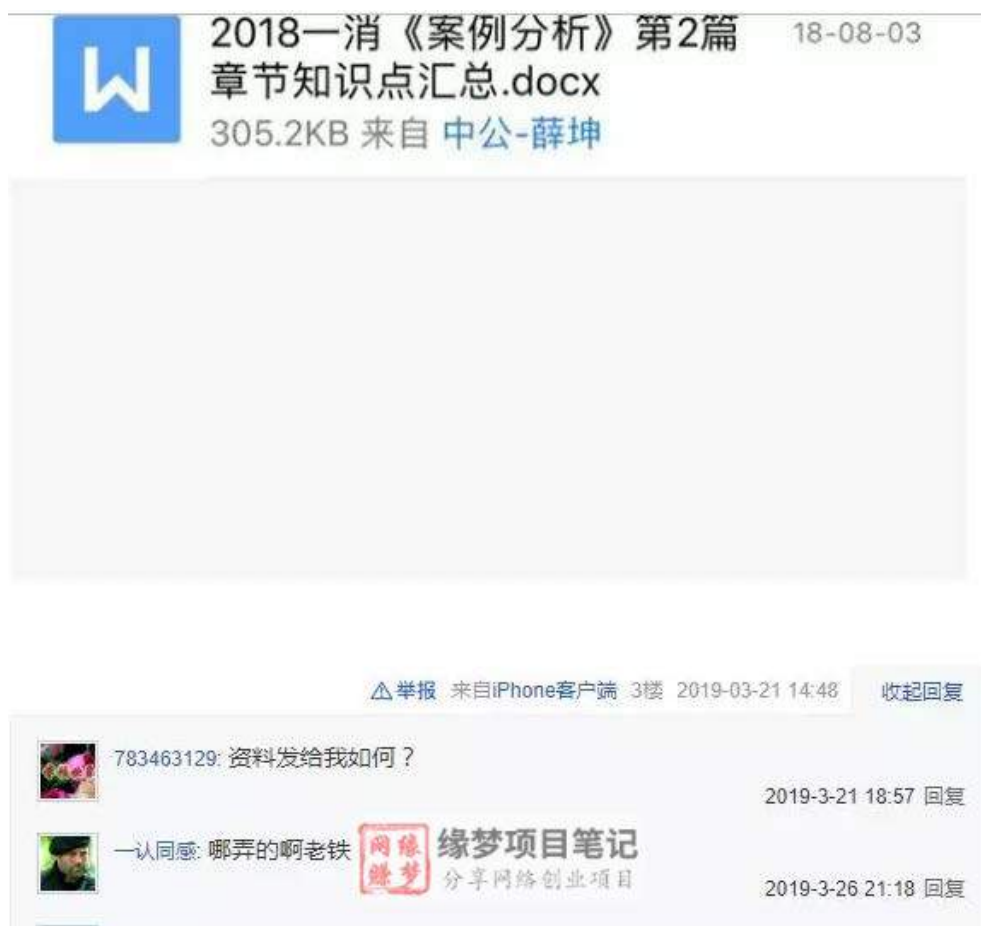 2018一消《案例分析》第2篇 18-08-03
章节知识点汇总.docx
305.2KB 来自 中公-薛坤
举报 来自iPhone客户端 3楼 2019-03-21 14:48 收起回复
783463129: 资料发给我如何？
2019-3-21 18:57 回复
一认同感: 哪弄的啊老铁
缘梦项目笔记
分享网络创业项目
2019-3-26 21:18 回复